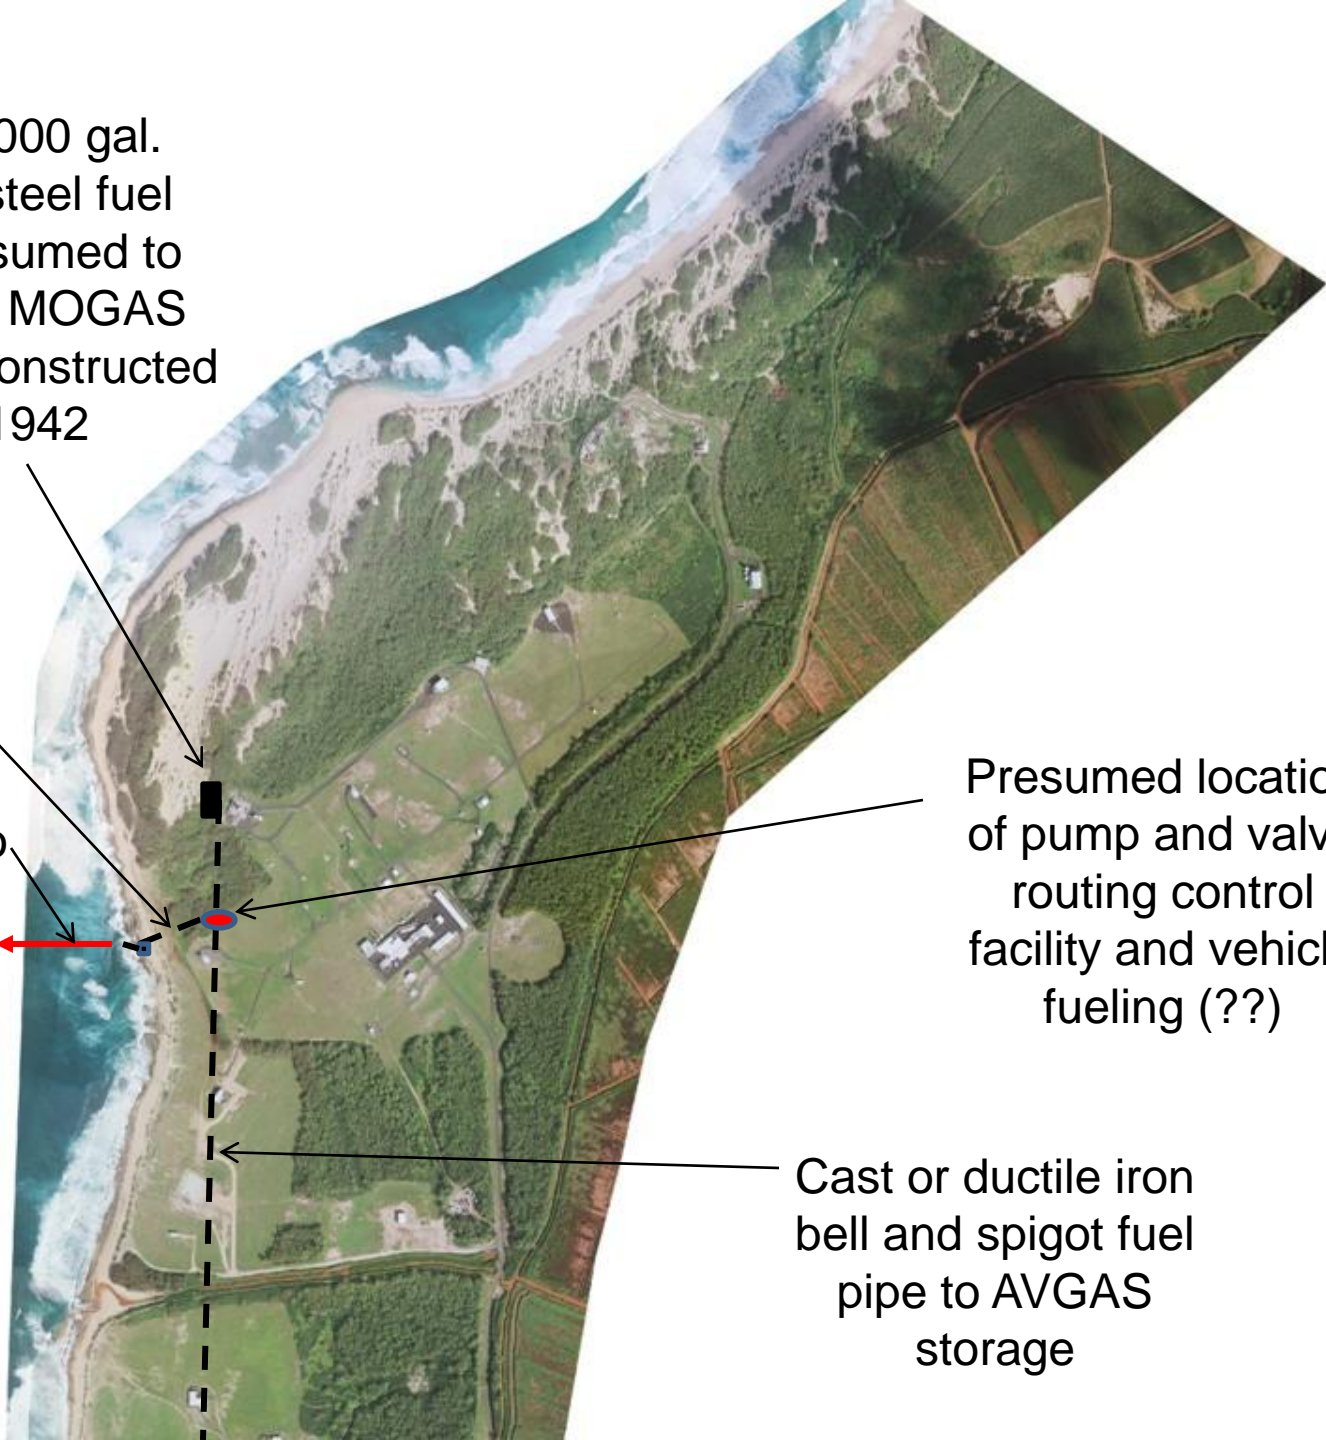 000 gal.
steel fuel
sumed to
MOGAS
onstructed
1942
Presumed locatio
of pump and valv
routing control
facility and vehicl
fueling (??)
Cast or ductile iron
bell and spigot fuel
pipe to AVGAS
storage